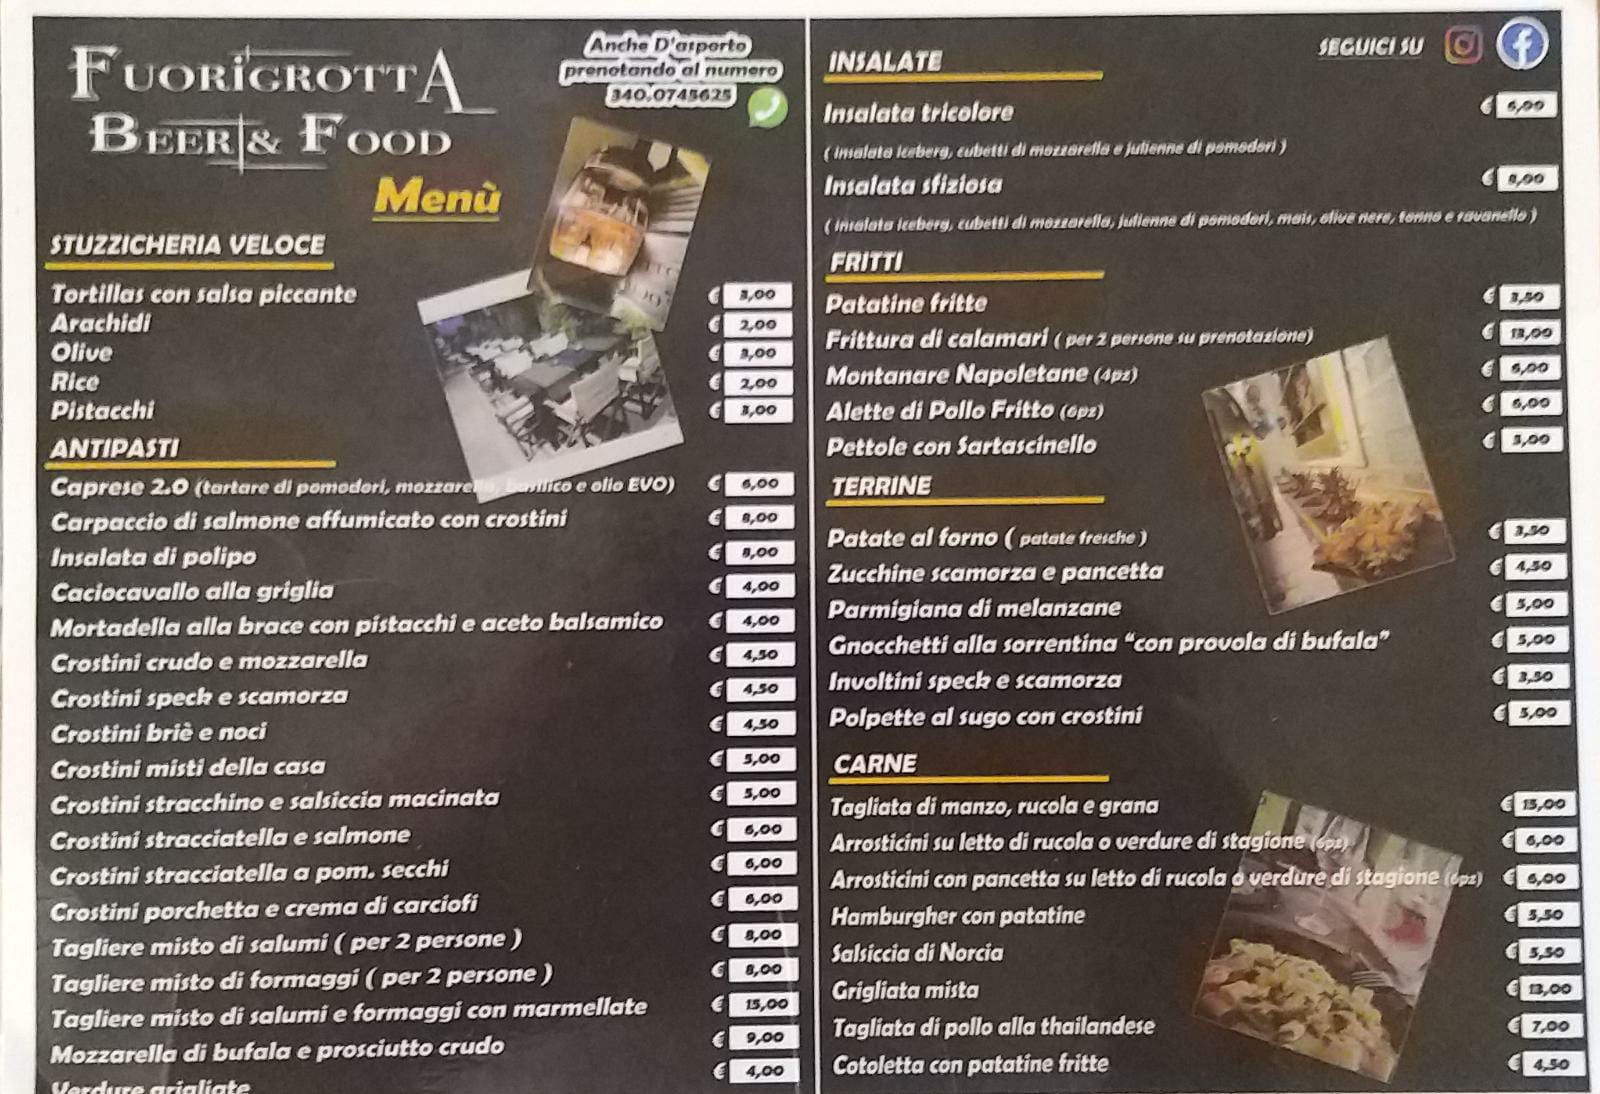 FUORIGROTTA
BEER & FOOD
Menù
Anche D'asporto
prenotando al numero
340.0745625
STUZZICHERIA VELOCE
Tortillas con salsa piccante € 3,00
Arachidi € 2,00
Olive € 3,00
Rice € 2,00
Pistacchi € 3,00
ANTIPASTI
Caprese 2.0 (tartare di pomodori, mozzarella, basilico e olio EVO) € 6,00
Carpaccio di salmone affumicato con crostini € 8,00
Insalata di polipo € 8,00
Caciocavallo alla griglia € 4,00
Mortadella alla brace con pistacchi e aceto balsamico € 4,00
Crostini crudo e mozzarella € 4,50
Crostini speck e scamorza € 4,50
Crostini briè e noci € 4,50
Crostini misti della casa € 5,00
Crostini stracchino e salsiccia macinata € 5,00
Crostini stracciatella e salmone € 6,00
Crostini stracciatella a pom. secchi € 6,00
Crostini porchetta e crema di carciofi € 6,00
Tagliere misto di salumi ( per 2 persone ) € 8,00
Tagliere misto di formaggi ( per 2 persone ) € 8,00
Tagliere misto di salumi e formaggi con marmellate € 15,00
Mozzarella di bufala e prosciutto crudo € 9,00
Verdure grigliate € 4,00
SEGUICI SU
INSALATE
Insalata tricolore € 6,00
( insalata iceberg, cubetti di mozzarella e julienne di pomodori )
Insalata sfiziosa € 8,00
( insalata iceberg, cubetti di mozzarella, julienne di pomodori, mais, olive nere, tonno e ravanello )
FRITTI
Patatine fritte € 3,50
Frittura di calamari ( per 2 persone su prenotazione) €
Montanare Napoletane (4pz) € 6,00
Alette di Pollo Fritto (6pz) € 6,00
Pettole con Sartascinello € 3,00
TERRINE
Patate al forno ( patate fresche ) € 3,50
Zucchine scamorza e pancetta € 4,50
Parmigiana di melanzane € 5,00
Gnocchetti alla sorrentina “con provola di bufala” € 5,00
Involtini speck e scamorza € 3,50
Polpette al sugo con crostini € 5,00
CARNE
Tagliata di manzo, rucola e grana € 15,00
Arrosticini su letto di rucola o verdure di stagione (6pz) € 6,00
Arrosticini con pancetta su letto di rucola o verdure di stagione (6pz) € 6,00
Hamburgher con patatine € 5,50
Salsiccia di Norcia € 5,50
Grigliata mista € 13,00
Tagliata di pollo alla thailandese € 7,00
Cotoletta con patatine fritte € 4,50